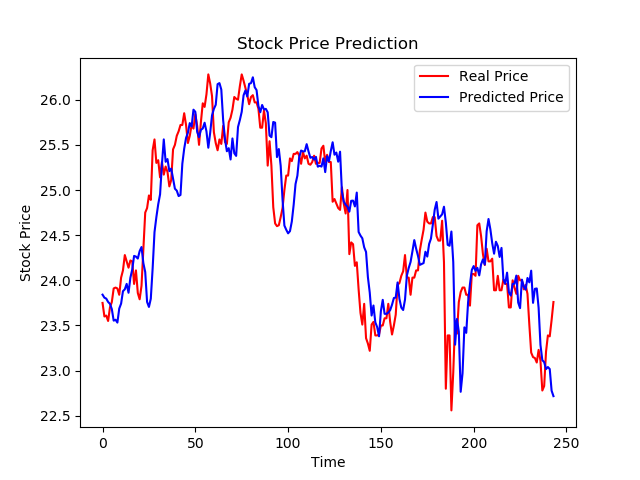 Stock Price Prediction
Real Price
Predicted Price
Stock Price
26.0
25.5
25.0
24.5
24.0
23.5
23.0
22.5
0 50 100 150 200 250
Time